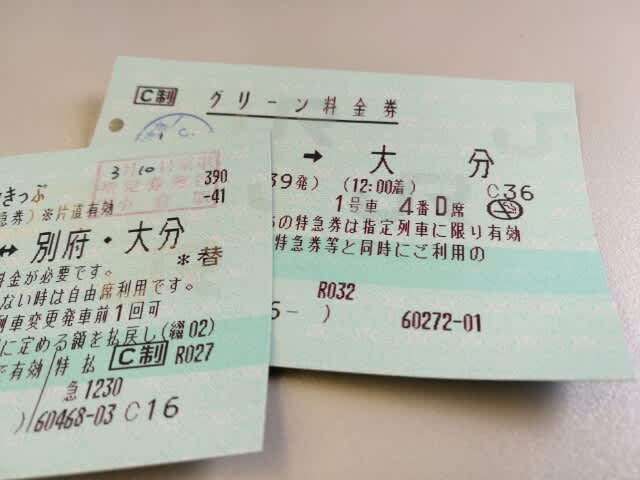 C制 グリーン料金券
→ 大分
39発) (12:00着) C36
1号車 4番D席
の特急券は指定列車に限り有効
特急券等と同時にご利用の
R032
60272-01
3 10
390
-41
きっぷ
急券)※片道有効
↔ 別府・大分
*替
料金が必要です。
ない時は自由席利用です。
列車変更発車前1回可
に定める額を払戻し(綴02)
で有効 特払 C制 R027
急1230
)60468-03 C16